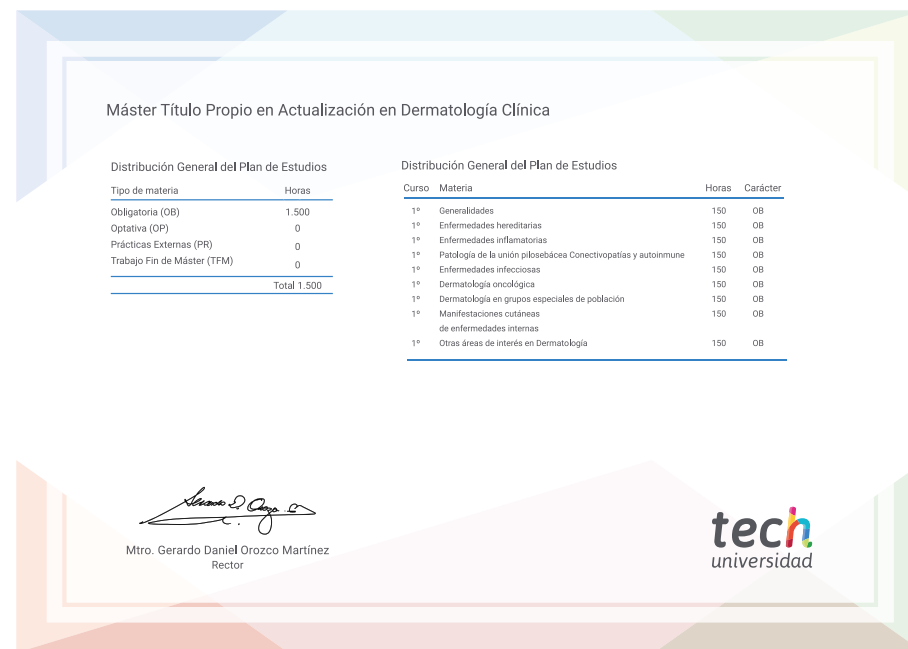 Máster Título Propio en Actualización en Dermatología Clínica
Distribución General del Plan de Estudios
Tipo de materia Horas
Obligatoria (OB) 1.500
Optativa (OP) 0
Prácticas Externas (PR) 0
Trabajo Fin de Máster (TFM) 0
Total 1.500
Distribución General del Plan de Estudios
Curso Materia Horas Carácter
1º Generalidades 150 OB
1º Enfermedades hereditarias 150 OB
1º Enfermedades inflamatorias 150 OB
1º Patología de la unión pilosebácea Conectivopatías y autoinmune 150 OB
1º Enfermedades infecciosas 150 OB
1º Dermatología oncológica 150 OB
1º Dermatología en grupos especiales de población 150 OB
1º Manifestaciones cutáneas 150 OB
de enfermedades internas
1º Otras áreas de interés en Dermatología 150 OB
Mtro. Gerardo Daniel Orozco Martínez
Rector
tech
universidad